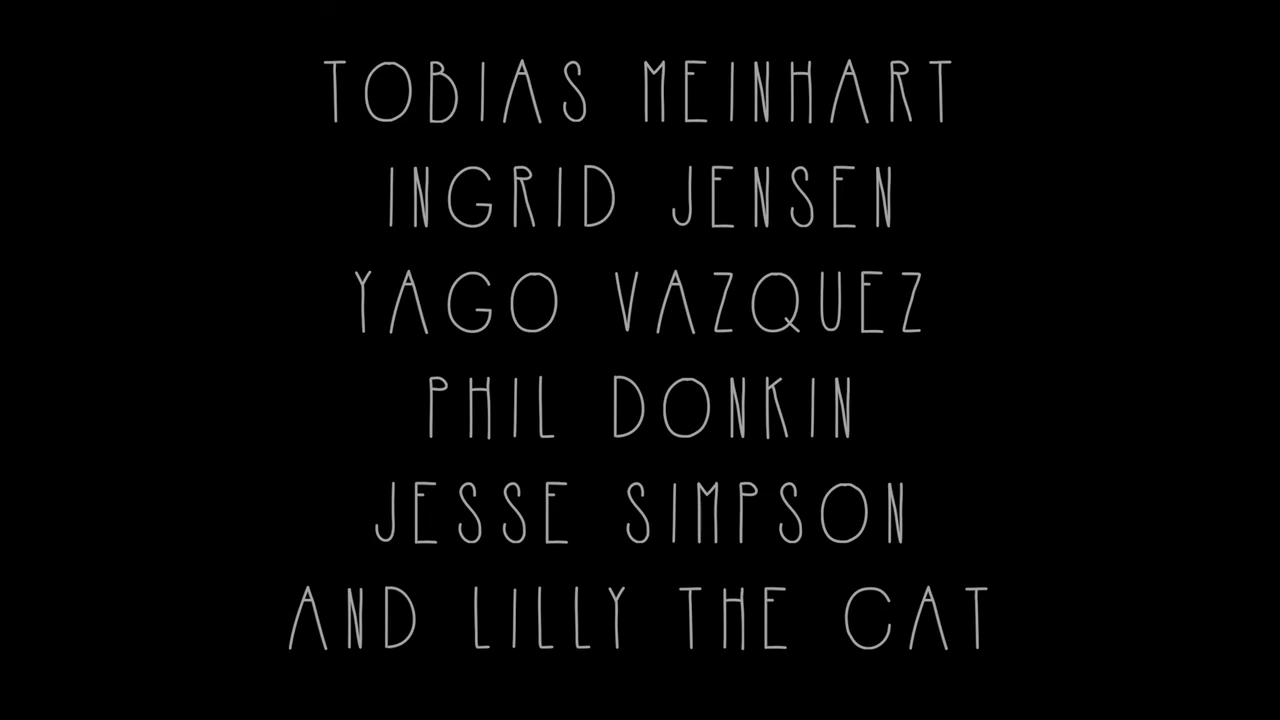 TOBIAS MEINHART
INGRID JENSEN
YAGO VAZQUEZ
PHIL DONKIN
JESSE SIMPSON
AND LILLY THE CAT